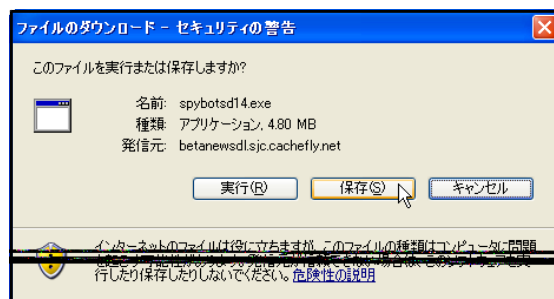 ファイルのダウンロード - セキュリティの警告
このファイルを実行または保存しますか?
名前: spybotsd14.exe
種類: アプリケーション, 4.80 MB
発信元: betanewsdl.sjc.cachefly.net
実行(R) 保存(S) キャンセル
インターネットのファイルは役に立ちますが、このファイルの種類はコンピュータに問題
行したり保存したりしないでください。危険性の説明